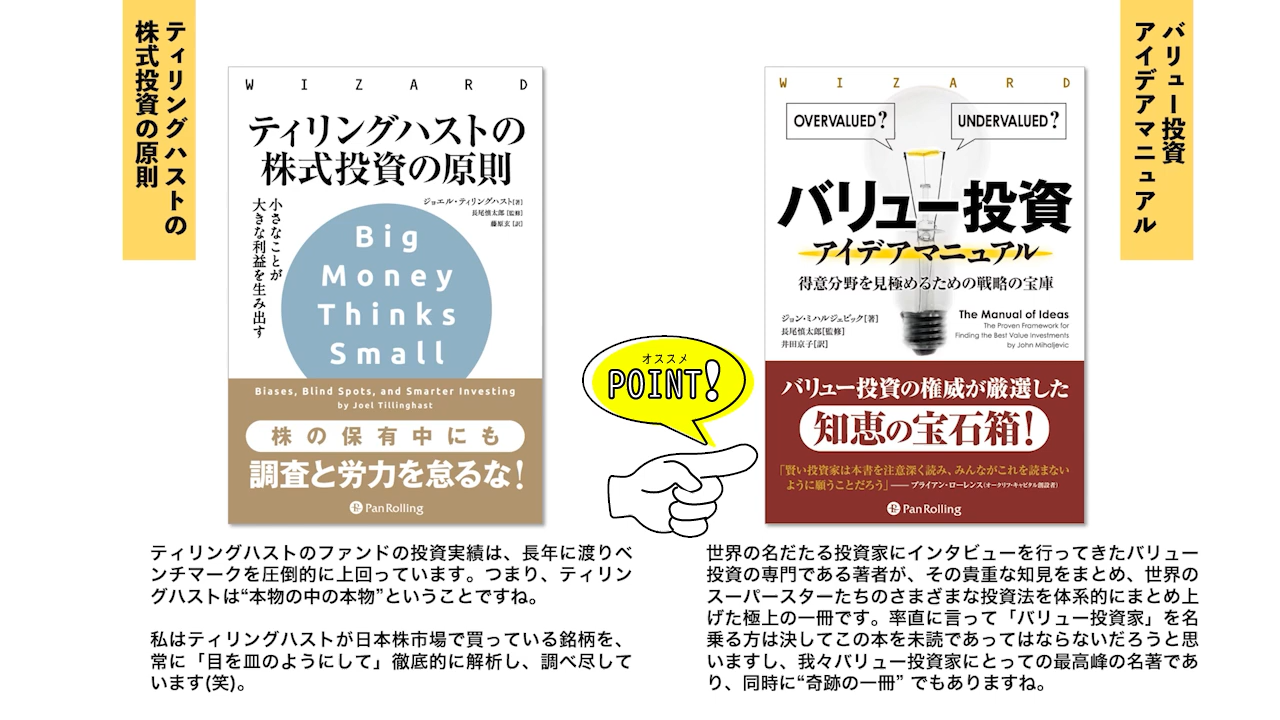 ティリングハストの
株式投資の原則
W I Z A R D
ティリングハストの
株式投資の原則
小さなことが
大きな利益を生み出す
ジョエル・ティリングハスト[著]
長尾慎太郎[監修]
藤原玄[訳]
Big
Money
Thinks
Small
Biases, Blind Spots, and Smarter Investing
by Joel Tillinghast
株の保有中にも
調査と労力を怠るな!
Pan Rolling
ティリングハストのファンドの投資実績は、長年に渡りベ
ンチマークを圧倒的に上回っています。つまり、ティリン
グハストは“本物の中の本物”ということですね。
私はティリングハストが日本株市場で買っている銘柄を、
常に「目を皿のようにして」徹底的に解析し、調べ尽して
います(笑)。
オススメ
POINT!
バリュー投資
アイデアマニュアル
W I Z A R D
OVERVALUED?
UNDERVALUED?
バリュー投資
アイデアマニュアル
得意分野を見極めるための戦略の宝庫
ジョン・ミハルジェビック[著]
長尾慎太郎[監修]
井田京子[訳]
The Manual of Ideas
The Proven Framework for
Finding the Best Value Investments
by John Mihaljevic
バリュー投資の権威が厳選した
知恵の宝石箱!
「賢い投資家は本書を注意深く読み、みんながこれを読まない
ように願うことだろう」── ブライアン・ローレンス(オークリフ・キャピタル創設者)
Pan Rolling
世界の名だたる投資家にインタビューを行ってきたバリュー
投資の専門である著者が、その貴重な知見をまとめ、世界の
スーパースターたちのさまざまな投資法を体系的にまとめ上
げた極上の一冊です。率直に言って「バリュー投資家」を名
乗る方は決してこの本を未読であってはならないだろうと思
いますし、我々バリュー投資家にとっての最高峰の名著であ
り、同時に“奇跡の一冊” でもありますね。